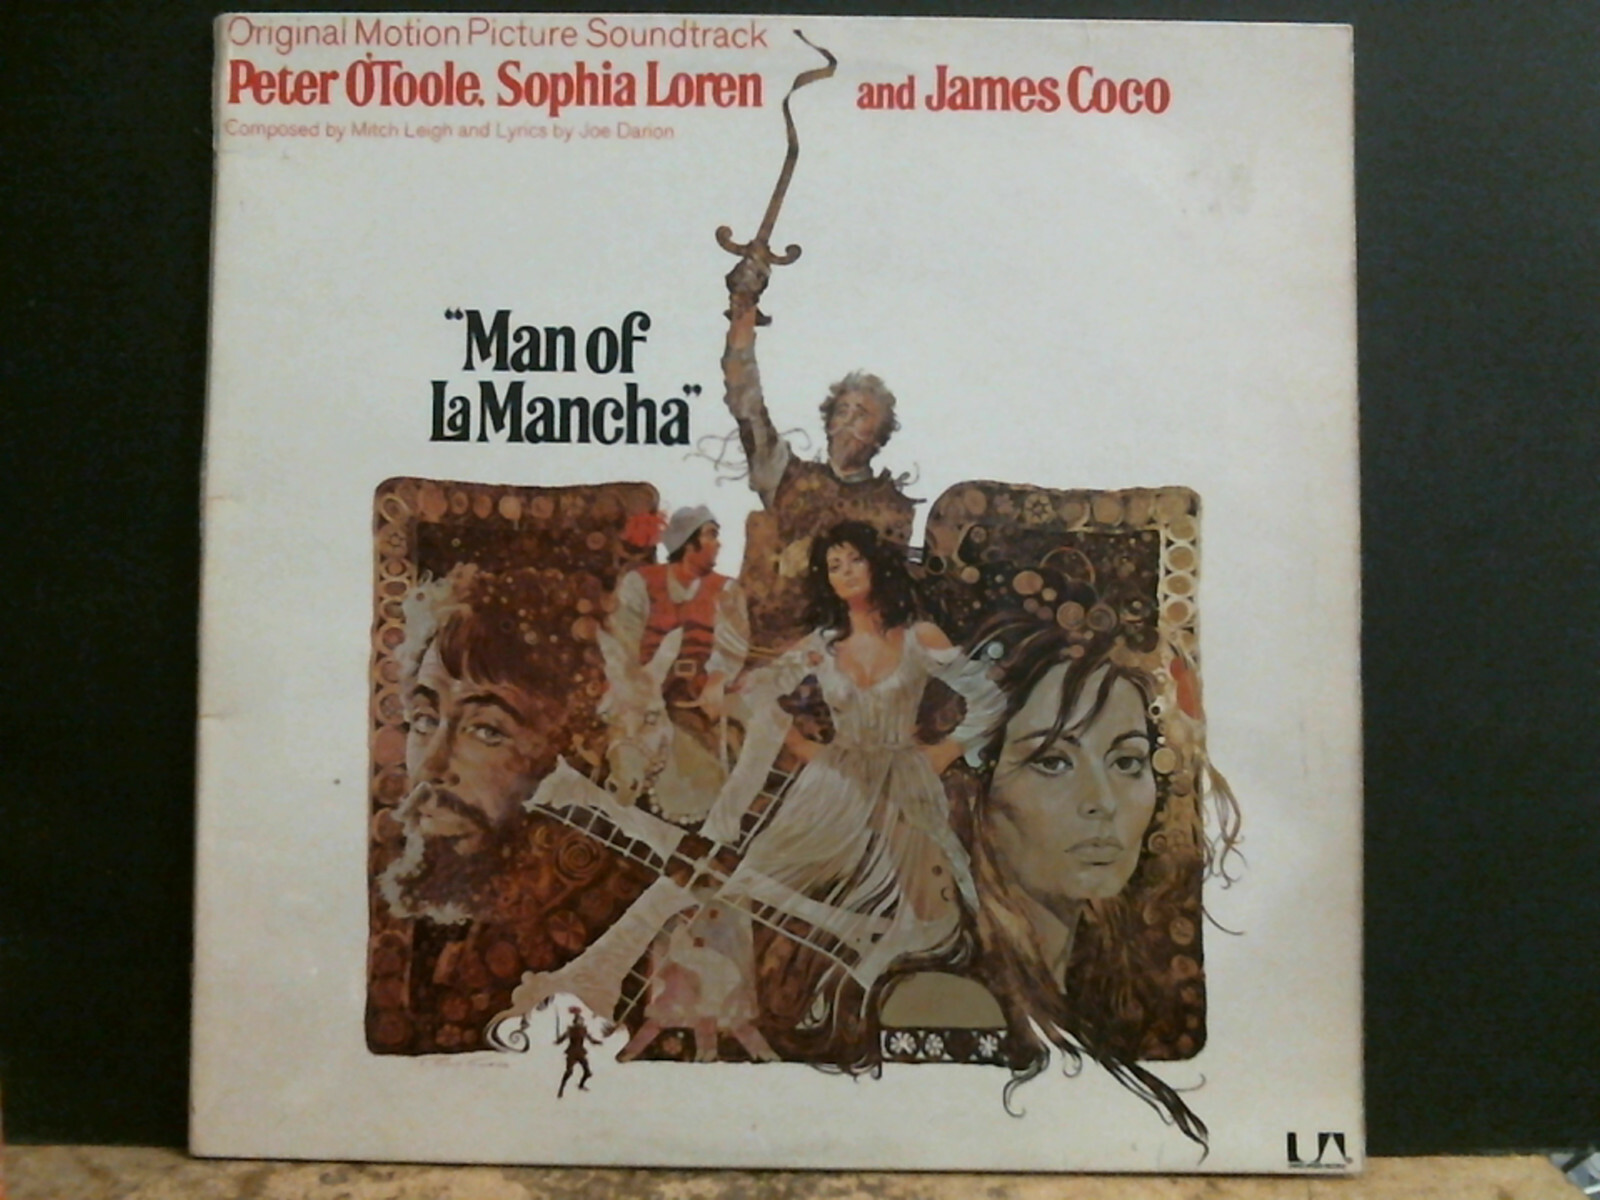 Original Motion Picture Soundtrack
Peter O'Toole, Sophia Loren and James Coco
Composed by Mitch Leigh and Lyrics by Joe Darion
"Man of
La Mancha"
UA